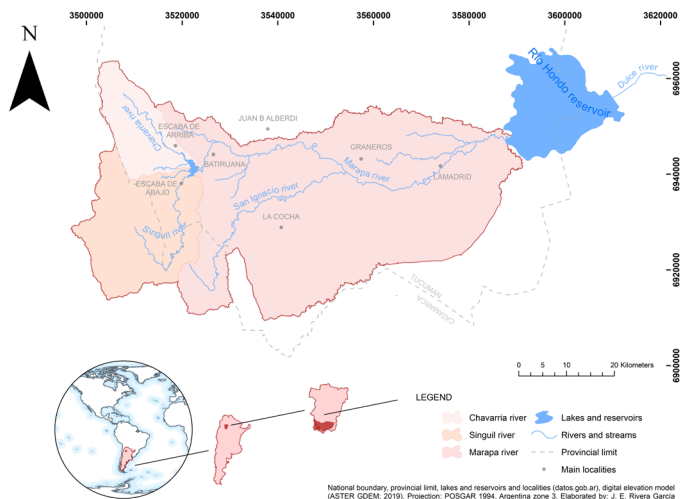 3500000 3520000 3540000 3560000 3580000 3600000 3620000
N
6960000
6940000
6920000
6900000
Río Hondo reservoir
Dulce river
Chavarria river
ESCABA DE
ARRIBA
JUAN B ALBERDI
BATIRUANA
GRANEROS
Marapa river
LAMADRID
ESCABA DE
ABAJO
San Ignacio river
LA COCHA
Singuil river
TUCUMAN
CATAMARCA
0 5 10 20 Kilometers
LEGEND
Chavarria river
Singuil river
Marapa river
Lakes and reservoirs
Rivers and streams
Provincial limit
Main localities
National boundary, provincial limit, lakes and reservoirs and localities (datos.gob.ar), digital elevation model
(ASTER GDEM; 2019). Projection: POSGAR 1994, Argentina zone 3. Elaborated by: J. E. Rivera García